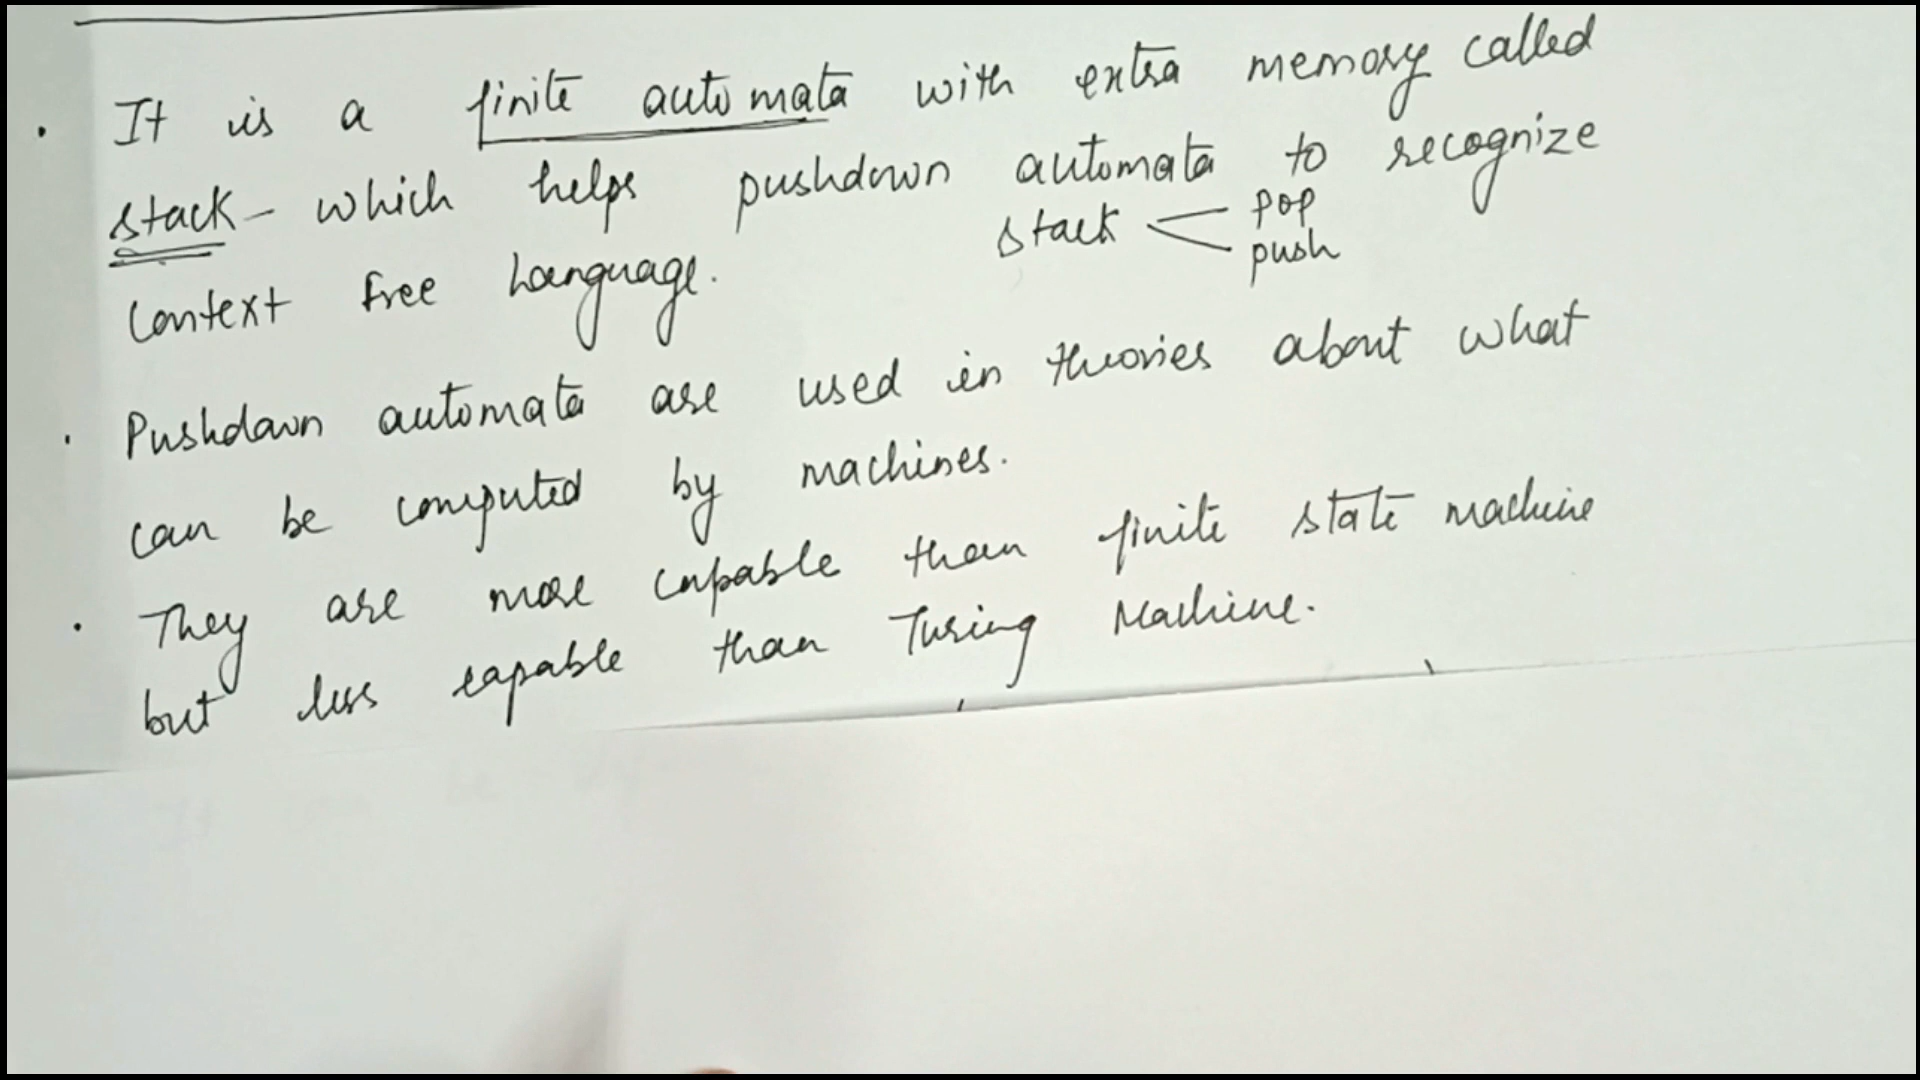 . It is a finite automata with extra memory called
stack - which helps pushdown automata to recognize
stack pop
push
Context free Language.
. Pushdown automata are used in theories about what
can be computed by machines.
. They are more capable than finite state machine
but less capable than Turing Machine.